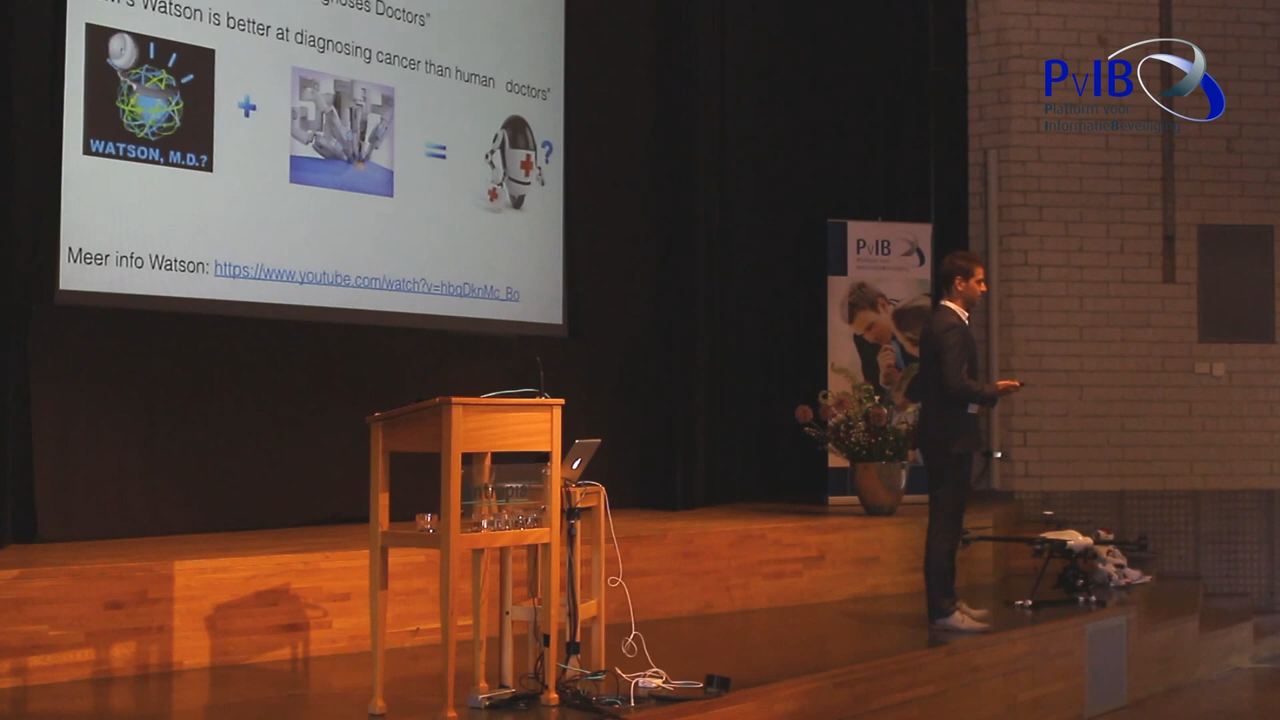 gnoses Doctors"
M's Watson is better at diagnosing cancer than human doctors"
WATSON, M.D.?
+
=
?
Meer info Watson: https://www.youtube.com/watch?v=hbqDknMc_Bo
PvIB
Platform voor
InformatieBeveiliging
PvIB